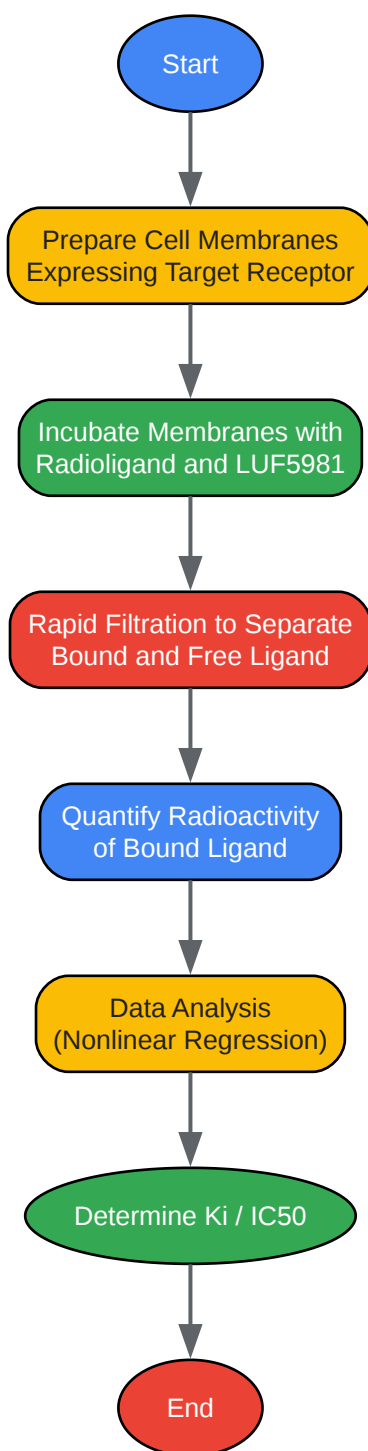 Start
Prepare Cell Membranes
Expressing Target Receptor
Incubate Membranes with
Radioligand and LUF5981
Rapid Filtration to Separate
Bound and Free Ligand
Quantify Radioactivity
of Bound Ligand
Data Analysis
(Nonlinear Regression)
Determine Ki / IC50
End